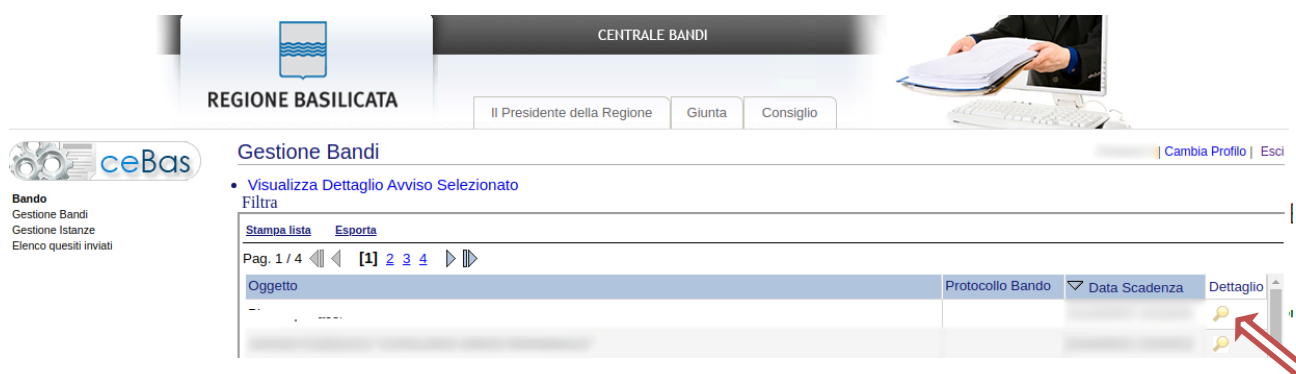 CENTRALE BANDI
REGIONE BASILICATA
Il Presidente della Regione Giunta Consiglio
ceBas
Gestione Bandi
| Cambia Profilo | Esci
Bando
Gestione Bandi
Gestione Istanze
Elenco quesiti inviati
• Visualizza Dettaglio Avviso Selezionato
Filtra
Stampa lista Esporta
Pag. 1 / 4 [1] 2 3 4
Oggetto Protocollo Bando Data Scadenza Dettaglio